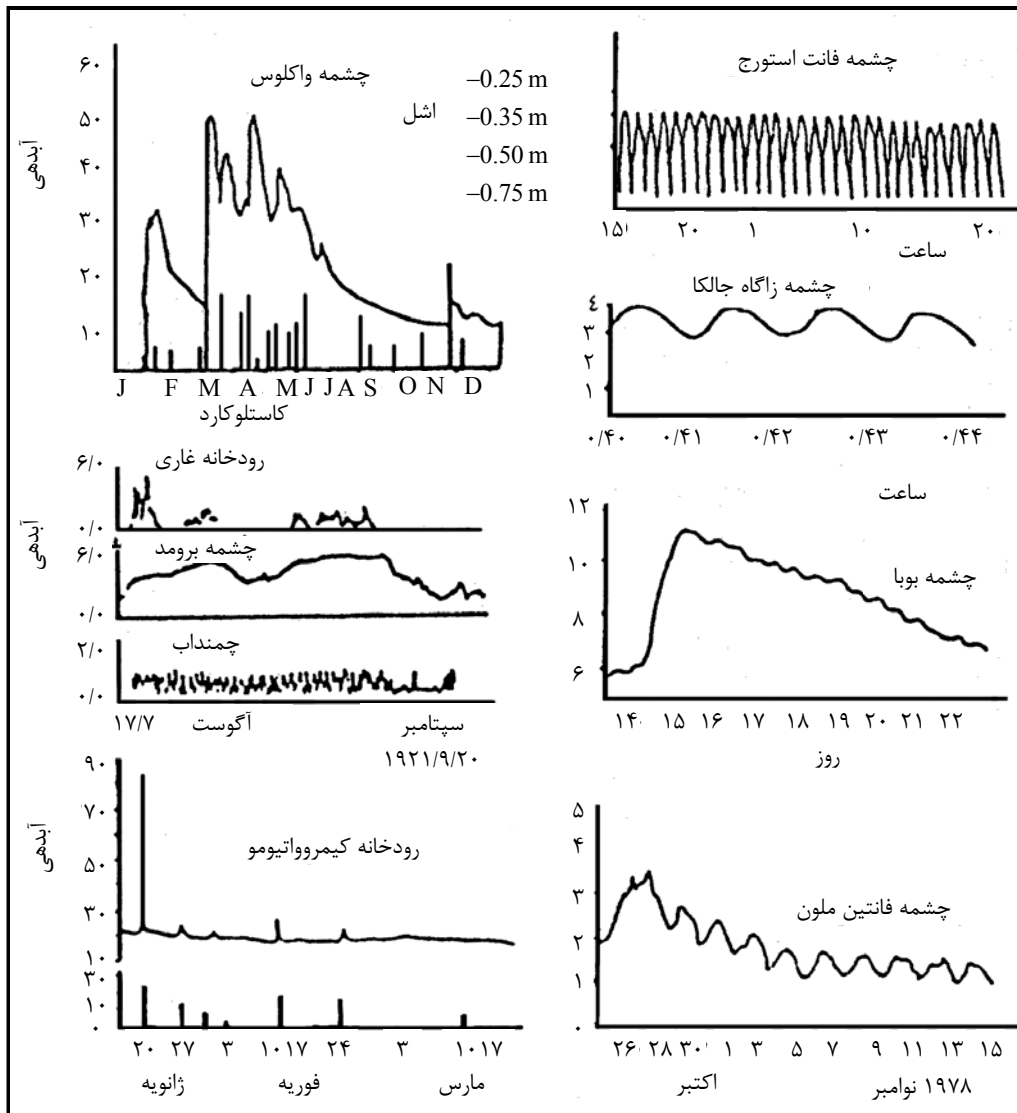 چشمه واکلوس
آبدهی
۶۰
۵۰
۴۰
۳۰
۲۰
۱۰
اشل
–0.25 m
–0.35 m
–0.50 m
–0.75 m
J F M A M J J A S O N D
کاستلوکارد
آبدهی
رودخانه غاری
۶/۰
۰/۰
چشمه برومد
۶/۰
۰/۰
چمنداب
۲/۰
۰/۰
۱۷/۷ آگوست سپتامبر
۱۹۲۱/۹/۲۰
آبدهی
رودخانه کیمروواتیومو
۹۰
۷۰
۵۰
۳۰
۱۰
۳۰
۱۰
۰
۲۰ ۲۷ ۳ ۱۰۱۷ ۲۴ ۳ ۱۰۱۷
ژانویه فوریه مارس
چشمه فانت استورج
۱۵ ۲۰ ۱ ۱۰ ۲۰
ساعت
چشمه زاگاه جالکا
٤
۳
۲
۱
۰/۴۰ ۰/۴۱ ۰/۴۲ ۰/۴۳ ۰/۴۴
ساعت
چشمه بوبا
۱۲
۱۰
۸
۶
۱۴ ۱۵ ۱۶ ۱۷ ۱۸ ۱۹ ۲۰ ۲۱ ۲۲
روز
چشمه فانتین ملون
۵
۴
۳
۲
۱
۰
۲۶ ۲۸ ۳۰ ۱ ۳ ۵ ۷ ۹ ۱۱ ۱۳ ۱۵
اکتبر ۱۹۷۸ نوامبر